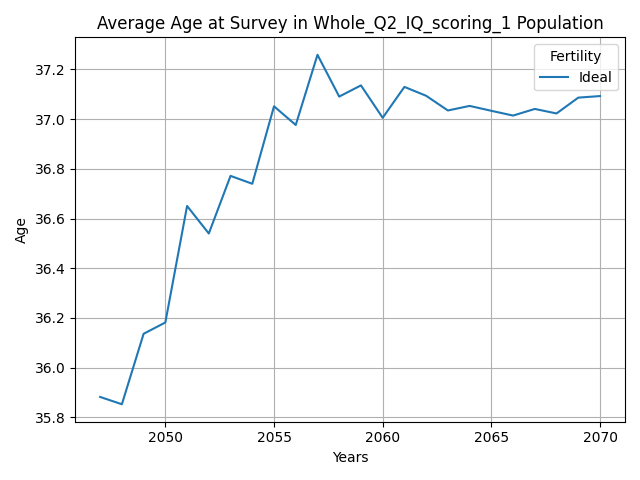 Average Age at Survey in Whole_Q2_IQ_scoring_1 Population
Fertility
Ideal
37.2
37.0
36.8
36.6
36.4
36.2
36.0
35.8
Age
2050 2055 2060 2065 2070
Years